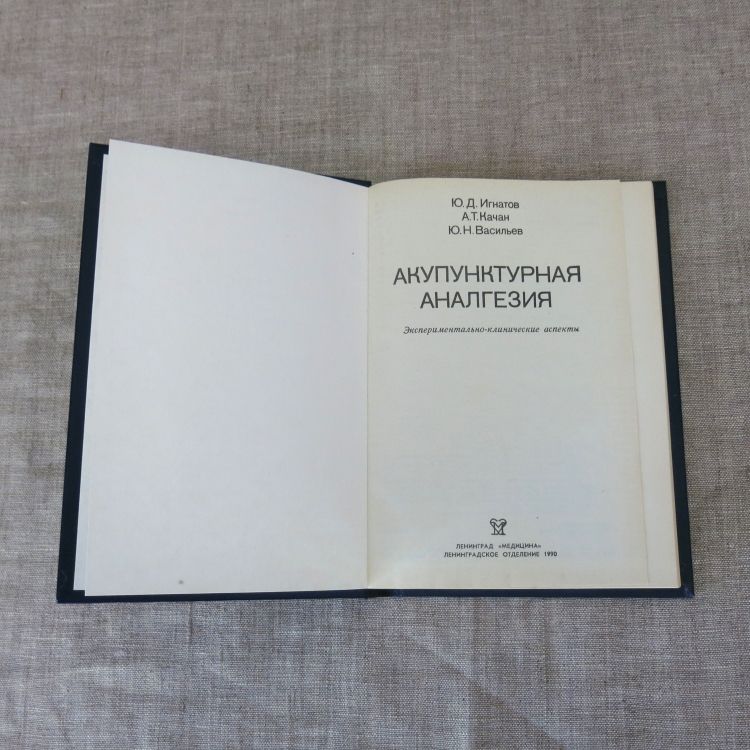 Ю. Д. Игнатов
А.Т. Качан
Ю. Н. Васильев
АКУПУНКТУРНАЯ
АНАЛГЕЗИЯ
Экспериментально-клинические аспекты
ЛЕНИНГРАД «МЕДИЦИНА»
ЛЕНИНГРАДСКОЕ ОТДЕЛЕНИЕ 1990